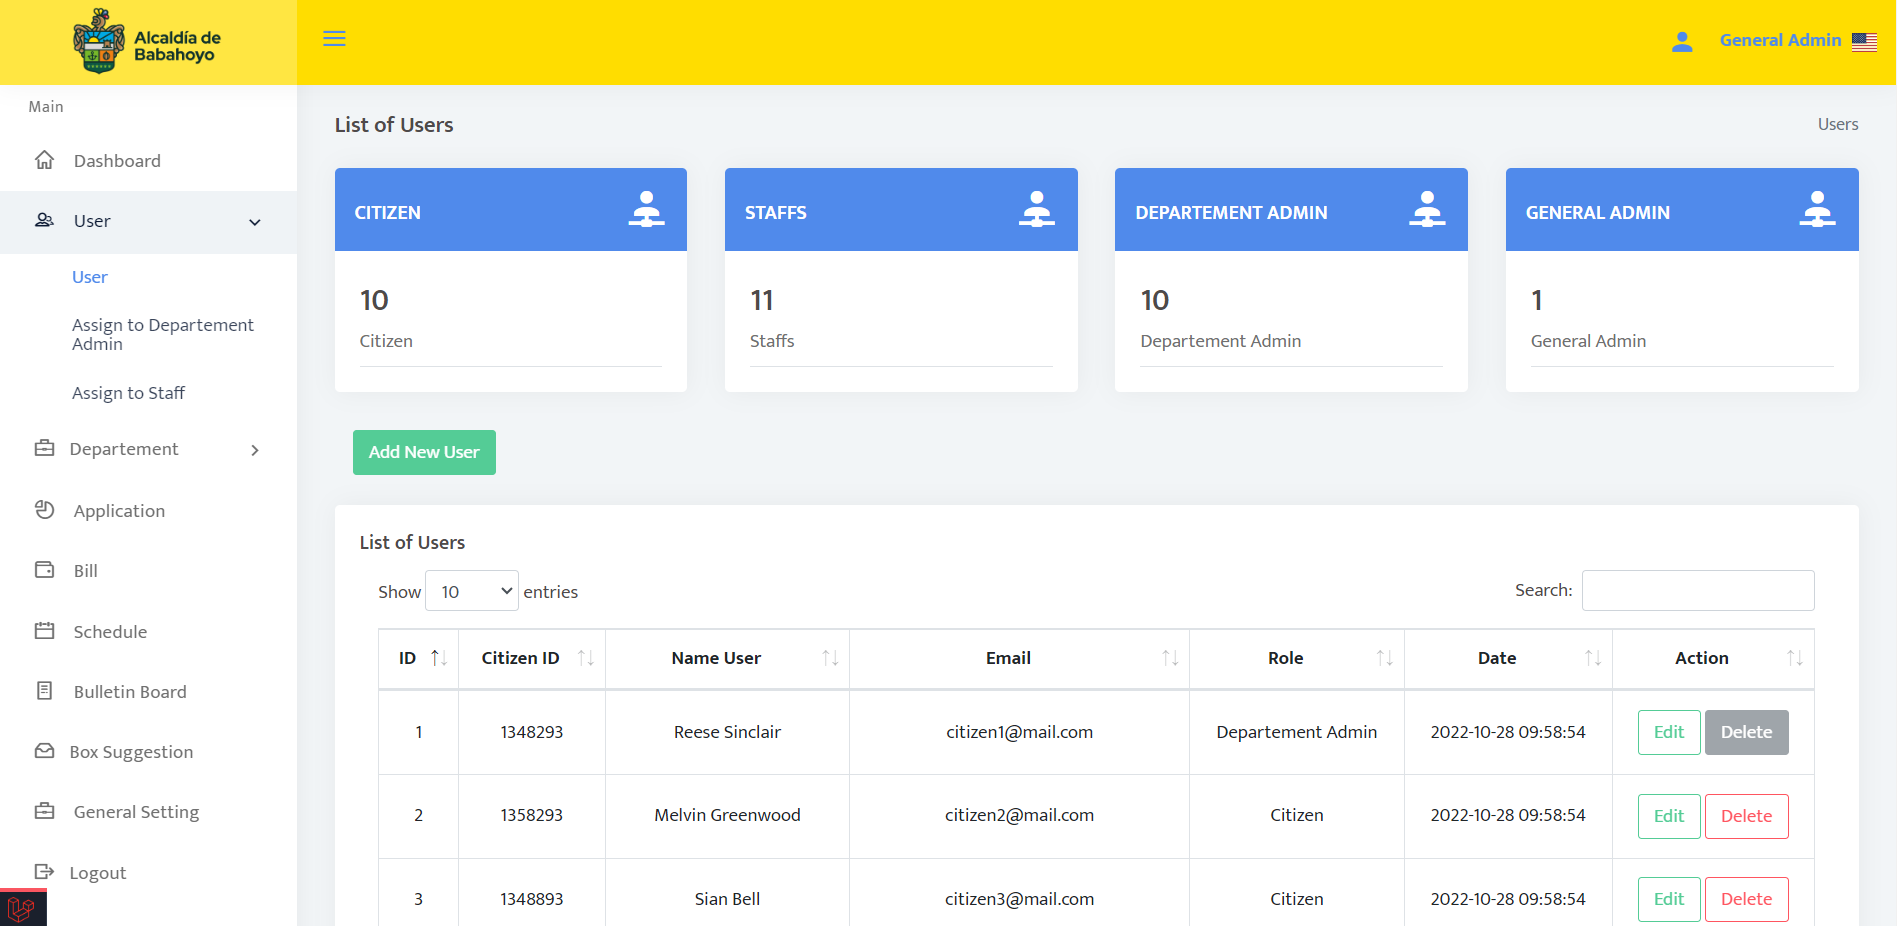 Alcaldía de
Babahoyo
General Admin
Main
Dashboard
User
User
Assign to Departement
Admin
Assign to Staff
Departement
Application
Bill
Schedule
Bulletin Board
Box Suggestion
General Setting
Logout
List of Users
Users
CITIZEN
10
Citizen
STAFFS
11
Staffs
DEPARTEMENT ADMIN
10
Departement Admin
GENERAL ADMIN
1
General Admin
Add New User
List of Users
Show 10 entries
Search:
ID Citizen ID Name User Email Role Date Action
1 1348293 Reese Sinclair citizen1@mail.com Departement Admin 2022-10-28 09:58:54 Edit Delete
2 1358293 Melvin Greenwood citizen2@mail.com Citizen 2022-10-28 09:58:54 Edit Delete
3 1348893 Sian Bell citizen3@mail.com Citizen 2022-10-28 09:58:54 Edit Delete